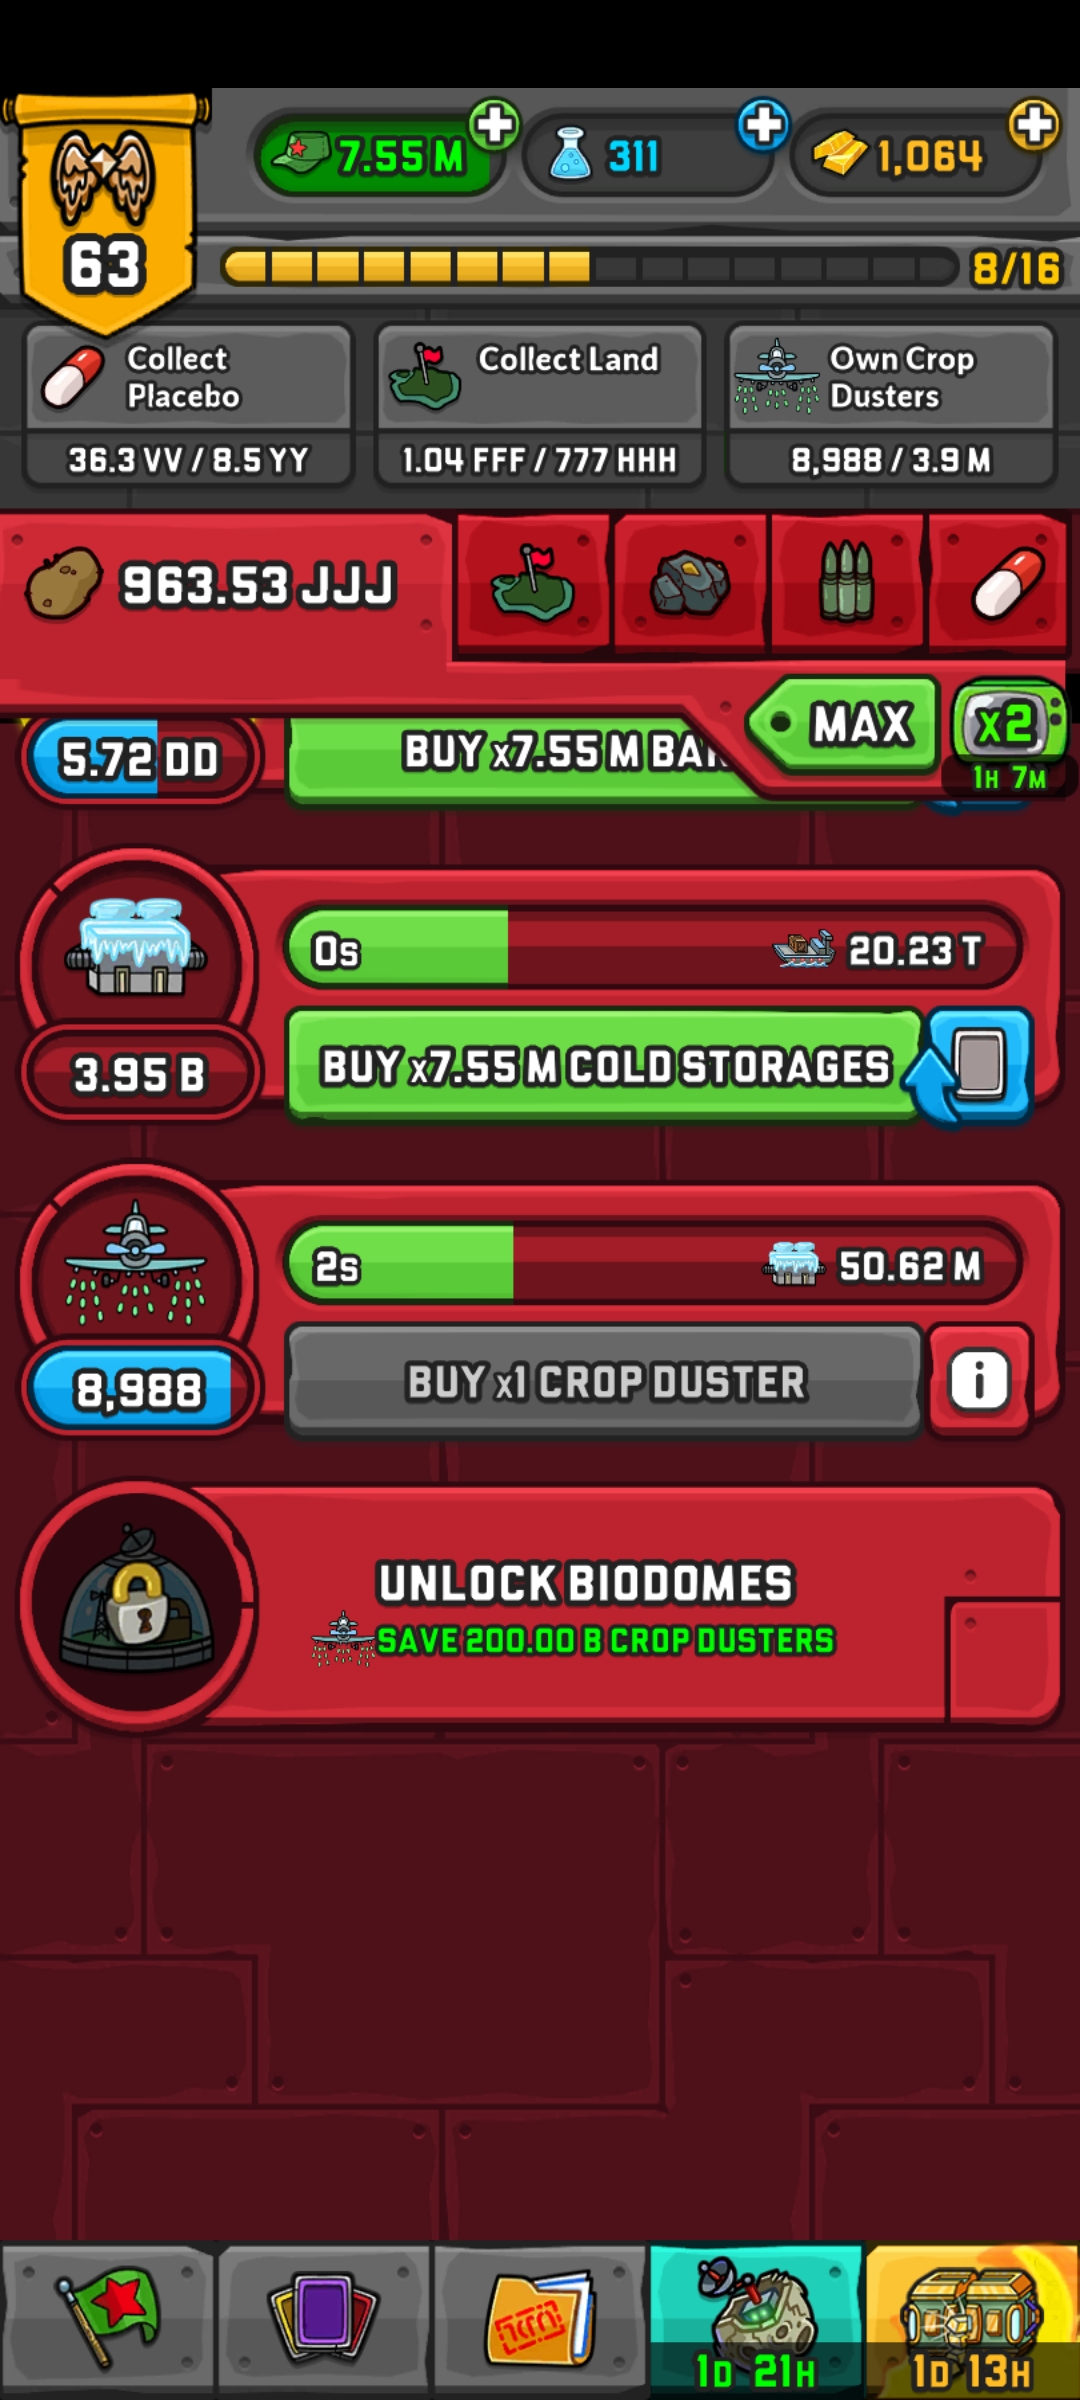 7.55 M
311
1,064
63
8/16
Collect
Placebo
36.3 VV / 8.5 YY
Collect Land
1.04 FFF / 777 HHH
Own Crop
Dusters
8,988 / 3.9 M
963.53 JJJ
MAX
x2
1H 7M
5.72 DD
BUY x7.55 M
0s
20.23 T
3.95 B
BUY x7.55 M COLD STORAGES
2s
50.62 M
8,988
BUY x1 CROP DUSTER
i
UNLOCK BIODOMES
SAVE 200.00 B CROP DUSTERS
1D 21H
1D 13H